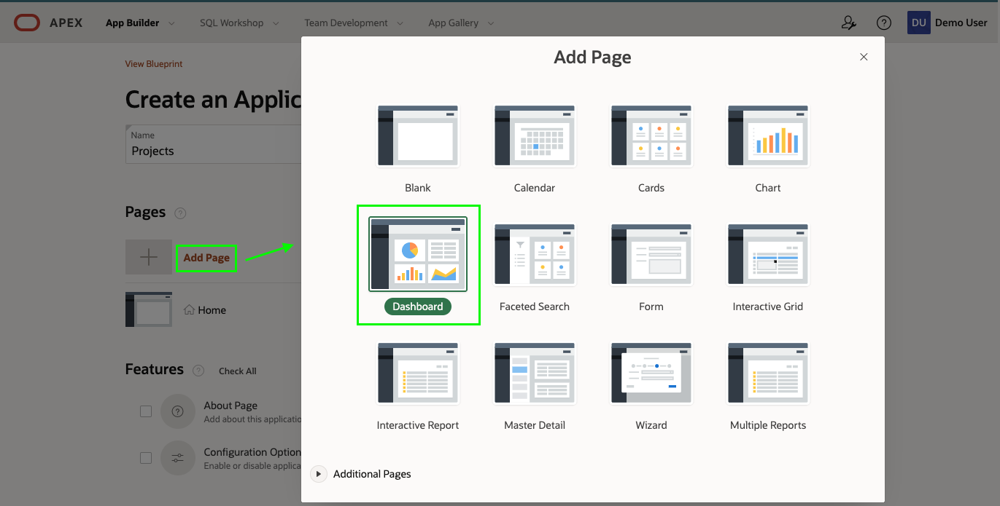 APEX App Builder SQL Workshop Team Development App Gallery DU Demo User
View Blueprint
Create an Applic
Name
Projects
Pages ?
Add Page
Home
Features ? Check All
About Page
Add about this applicatio
Configuration Option
Enable or disable applica
Add Page
Blank Calendar Cards Chart
Dashboard Faceted Search Form Interactive Grid
Interactive Report Master Detail Wizard Multiple Reports
Additional Pages